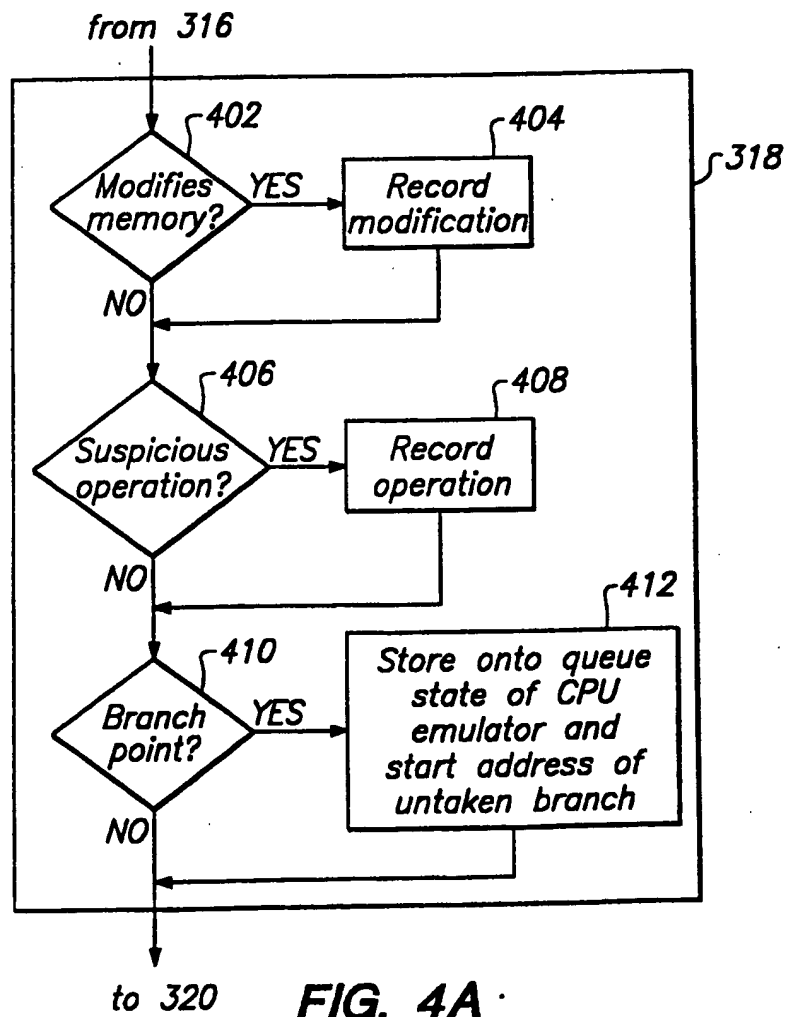 from 316
402
404
318
Modifies
memory?
YES
Record
modification
NO
406
408
Suspicious
operation?
YES
Record
operation
NO
410
412
Branch
point?
YES
Store onto queue
state of CPU
emulator and
start address of
untaken branch
NO
to 320
FIG. 4A